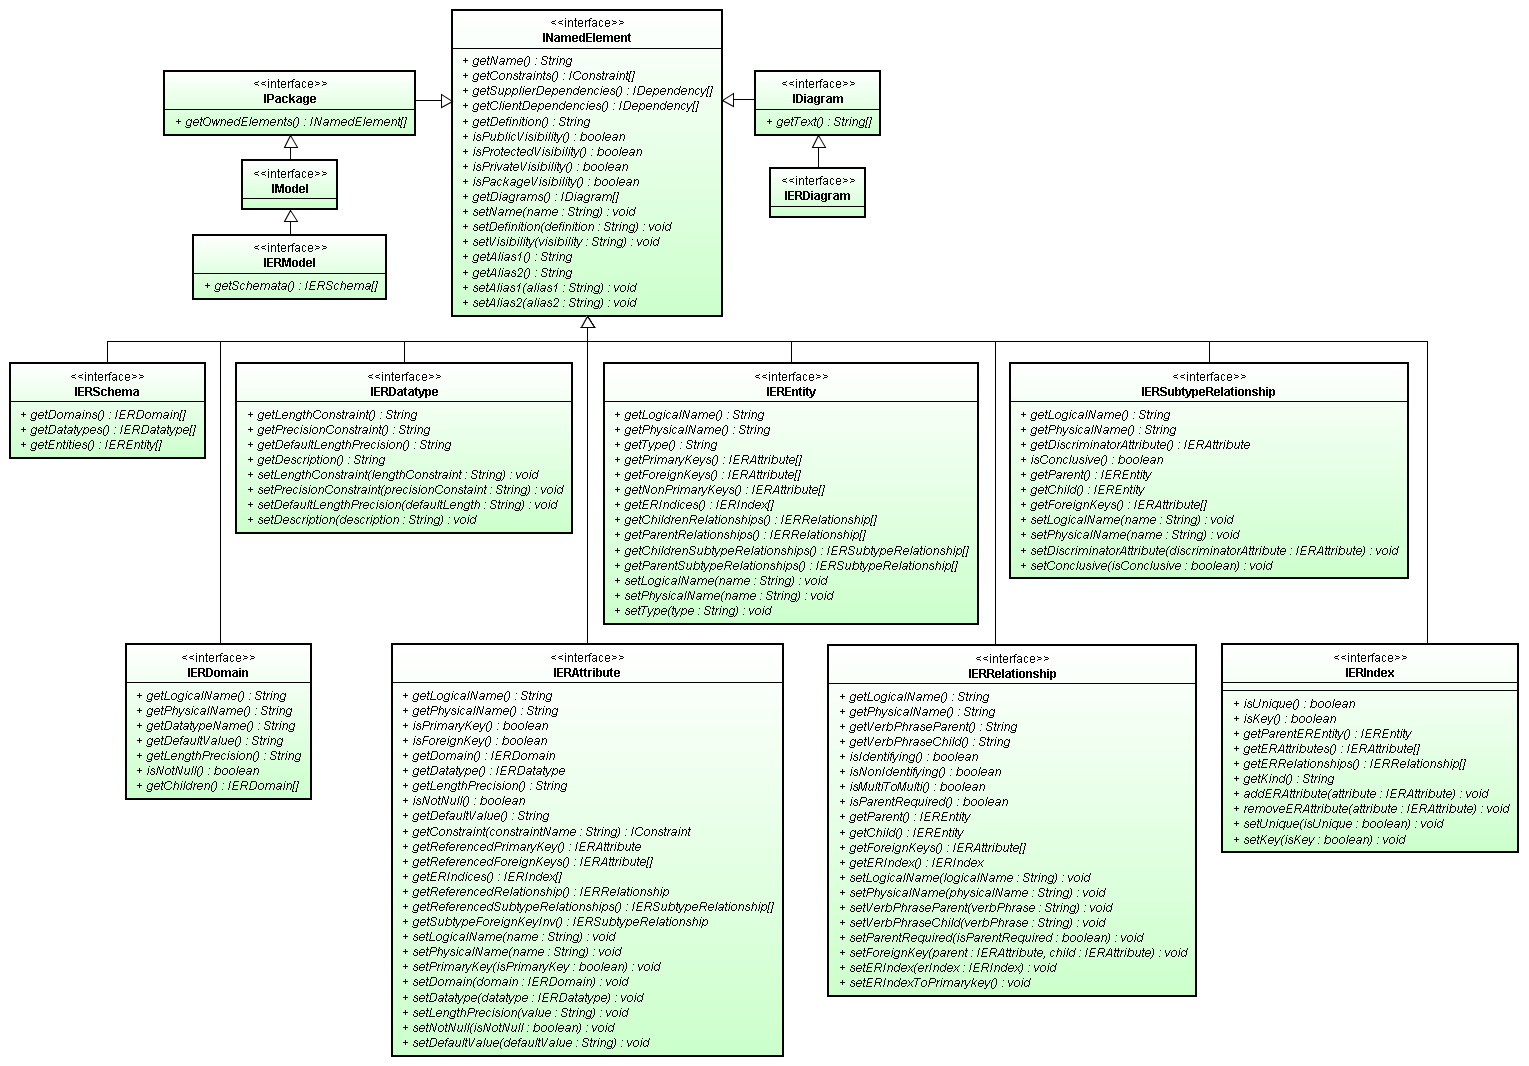 <<interface>>
INamedElement
+ getName() : String
+ getConstraints() : IConstraint[]
+ getSupplierDependencies() : IDependency[]
+ getClientDependencies() : IDependency[]
+ getDefinition() : String
+ isPublicVisibility() : boolean
+ isProtectedVisibility() : boolean
+ isPrivateVisibility() : boolean
+ isPackageVisibility() : boolean
+ getDiagrams() : IDiagram[]
+ setName(name : String) : void
+ setDefinition(definition : String) : void
+ setVisibility(visibility : String) : void
+ getAlias1() : String
+ getAlias2() : String
+ setAlias1(alias1 : String) : void
+ setAlias2(alias2 : String) : void
<<interface>>
IPackage
+ getOwnedElements() : INamedElement[]
<<interface>>
IModel
<<interface>>
IERModel
+ getSchemata() : IERSchema[]
<<interface>>
IDiagram
+ getText() : String[]
<<interface>>
IERDiagram
<<interface>>
IERSchema
+ getDomains() : IERDomain[]
+ getDatatypes() : IERDatatype[]
+ getEntities() : IEREntity[]
<<interface>>
IERDatatype
+ getLengthConstraint() : String
+ getPrecisionConstraint() : String
+ getDefaultLengthPrecision() : String
+ getDescription() : String
+ setLengthConstraint(lengthConstraint : String) : void
+ setPrecisionConstraint(precisionConstaint : String) : void
+ setDefaultLengthPrecision(defaultLength : String) : void
+ setDescription(description : String) : void
<<interface>>
IEREntity
+ getLogicalName() : String
+ getPhysicalName() : String
+ getType() : String
+ getPrimaryKeys() : IERAttribute[]
+ getForeignKeys() : IERAttribute[]
+ getNonPrimaryKeys() : IERAttribute[]
+ getERIndices() : IERIndex[]
+ getChildrenRelationships() : IERRelationship[]
+ getParentRelationships() : IERRelationship[]
+ getChildrenSubtypeRelationships() : IERSubtypeRelationship[]
+ getParentSubtypeRelationships() : IERSubtypeRelationship[]
+ setLogicalName(name : String) : void
+ setPhysicalName(name : String) : void
+ setType(type : String) : void
<<interface>>
IERSubtypeRelationship
+ getLogicalName() : String
+ getPhysicalName() : String
+ getDiscriminatorAttribute() : IERAttribute
+ isConclusive() : boolean
+ getParent() : IEREntity
+ getChild() : IEREntity
+ getForeignKeys() : IERAttribute[]
+ setLogicalName(name : String) : void
+ setPhysicalName(name : String) : void
+ setDiscriminatorAttribute(discriminatorAttribute : IERAttribute) : void
+ setConclusive(isConclusive : boolean) : void
<<interface>>
IERDomain
+ getLogicalName() : String
+ getPhysicalName() : String
+ getDatatypeName() : String
+ getDefaultValue() : String
+ getLengthPrecision() : String
+ isNotNull() : boolean
+ getChildren() : IERDomain[]
<<interface>>
IERAttribute
+ getLogicalName() : String
+ getPhysicalName() : String
+ isPrimaryKey() : boolean
+ isForeignKey() : boolean
+ getDomain() : IERDomain
+ getDatatype() : IERDatatype
+ getLengthPrecision() : String
+ isNotNull() : boolean
+ getDefaultValue() : String
+ getConstraint(constraintName : String) : IConstraint
+ getReferencedPrimaryKey() : IERAttribute
+ getReferencedForeignKeys() : IERAttribute[]
+ getERIndices() : IERIndex[]
+ getReferencedRelationship() : IERRelationship
+ getReferencedSubtypeRelationships() : IERSubtypeRelationship[]
+ getSubtypeForeignKeyInv() : IERSubtypeRelationship
+ setLogicalName(name : String) : void
+ setPhysicalName(name : String) : void
+ setPrimaryKey(isPrimaryKey : boolean) : void
+ setDomain(domain : IERDomain) : void
+ setDatatype(datatype : IERDatatype) : void
+ setLengthPrecision(value : String) : void
+ setNotNull(isNotNull : boolean) : void
+ setDefaultValue(defaultValue : String) : void
<<interface>>
IERRelationship
+ getLogicalName() : String
+ getPhysicalName() : String
+ getVerbPhraseParent() : String
+ getVerbPhraseChild() : String
+ isIdentifying() : boolean
+ isNonIdentifying() : boolean
+ isMultiToMulti() : boolean
+ isParentRequired() : boolean
+ getParent() : IEREntity
+ getChild() : IEREntity
+ getForeignKeys() : IERAttribute[]
+ getERIndex() : IERIndex
+ setLogicalName(logicalName : String) : void
+ setPhysicalName(physicalName : String) : void
+ setVerbPhraseParent(verbPhrase : String) : void
+ setVerbPhraseChild(verbPhrase : String) : void
+ setParentRequired(isParentRequired : boolean) : void
+ setForeignKey(parent : IERAttribute, child : IERAttribute) : void
+ setERIndex(erIndex : IERIndex) : void
+ setERIndexToPrimarykey() : void
<<interface>>
IERIndex
+ isUnique() : boolean
+ isKey() : boolean
+ getParentEREntity() : IEREntity
+ getERAttributes() : IERAttribute[]
+ getERRelationships() : IERRelationship[]
+ getKind() : String
+ addERAttribute(attribute : IERAttribute) : void
+ removeERAttribute(attribute : IERAttribute) : void
+ setUnique(isUnique : boolean) : void
+ setKey(isKey : boolean) : void